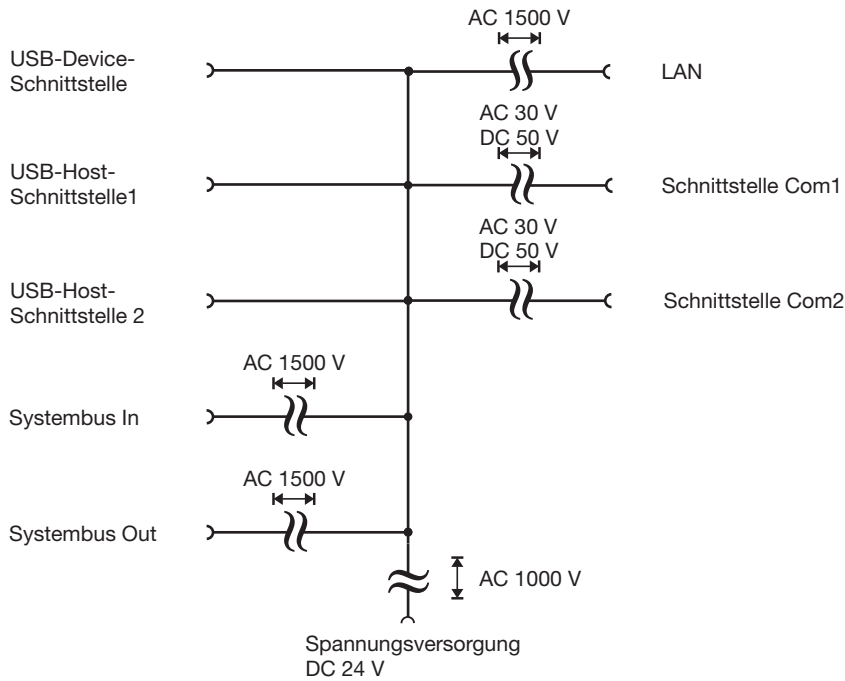 AC 1500 V
USB-Device-
Schnittstelle
LAN
AC 30 V
DC 50 V
USB-Host-
Schnittstelle1
Schnittstelle Com1
AC 30 V
DC 50 V
USB-Host-
Schnittstelle 2
Schnittstelle Com2
AC 1500 V
Systembus In
AC 1500 V
Systembus Out
AC 1000 V
Spannungsversorgung
DC 24 V